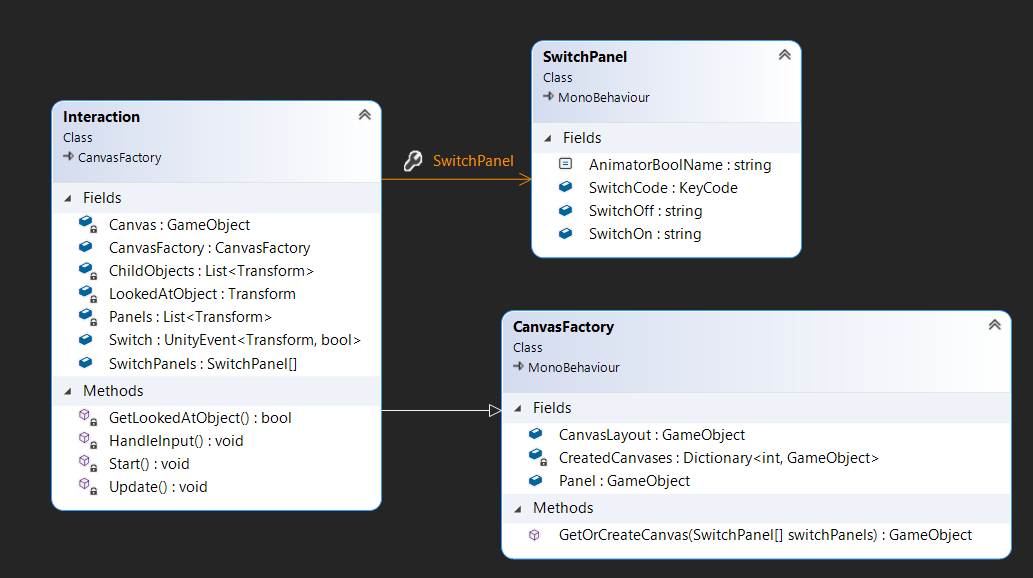 Interaction
Class
CanvasFactory
Fields
Canvas : GameObject
CanvasFactory : CanvasFactory
ChildObjects : List<Transform>
LookedAtObject : Transform
Panels : List<Transform>
Switch : UnityEvent<Transform, bool>
SwitchPanels : SwitchPanel[]
Methods
GetLookedAtObject() : bool
HandleInput() : void
Start() : void
Update() : void
SwitchPanel
SwitchPanel
Class
MonoBehaviour
Fields
AnimatorBoolName : string
SwitchCode : KeyCode
SwitchOff : string
SwitchOn : string
CanvasFactory
Class
MonoBehaviour
Fields
CanvasLayout : GameObject
CreatedCanvases : Dictionary<int, GameObject>
Panel : GameObject
Methods
GetOrCreateCanvas(SwitchPanel[] switchPanels) : GameObject